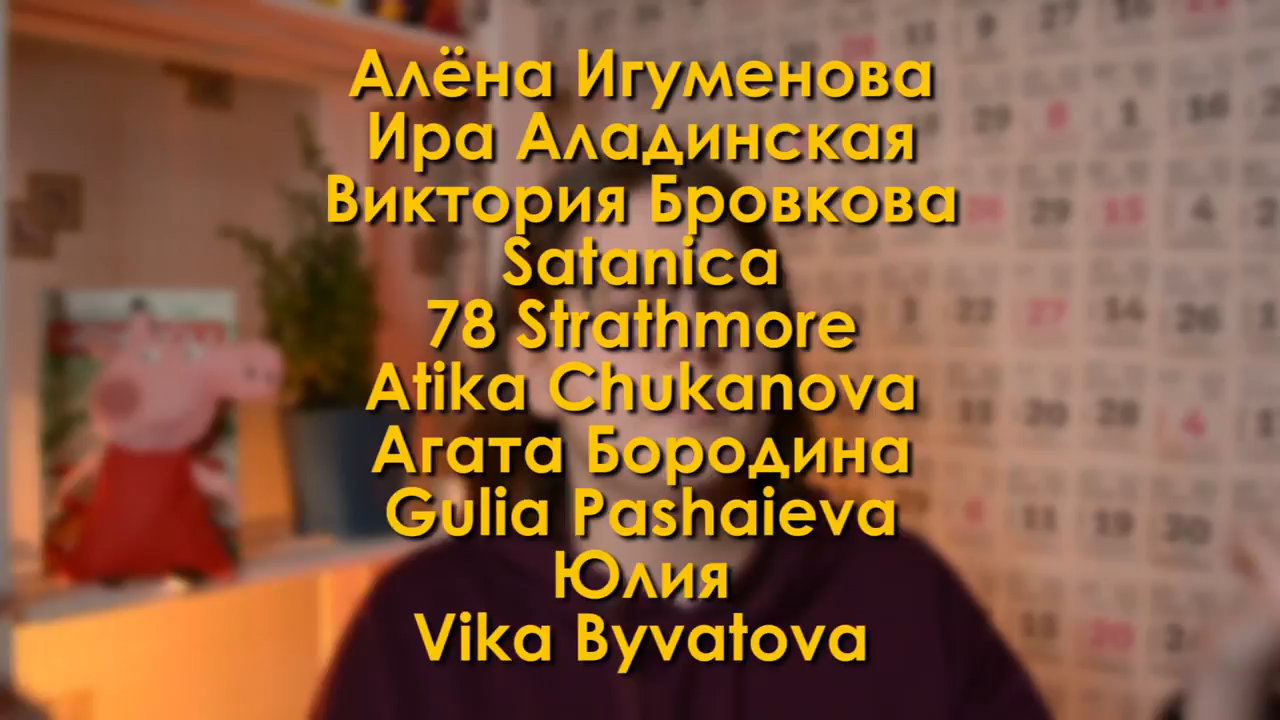 Алёна Игуменова
Ира Аладинская
Виктория Бровкова
Satanica
78 Strathmore
Atika Chukanova
Агата Бородина
Gulia Pashaieva
Юлия
Vika Byvatova